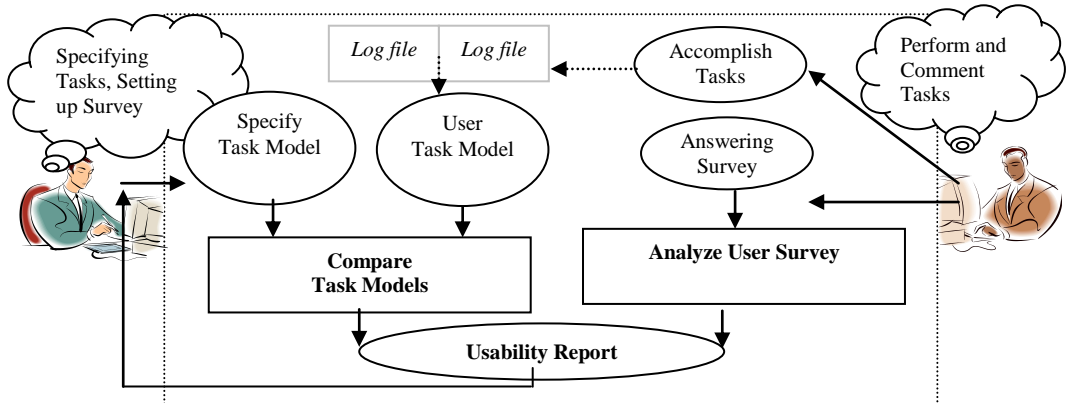 Specifying
Tasks, Setting
up Survey
Log file
Log file
Accomplish
Tasks
Perform and
Comment
Tasks
Specify
Task Model
User
Task Model
Answering
Survey
Compare
Task Models
Analyze User Survey
Usability Report